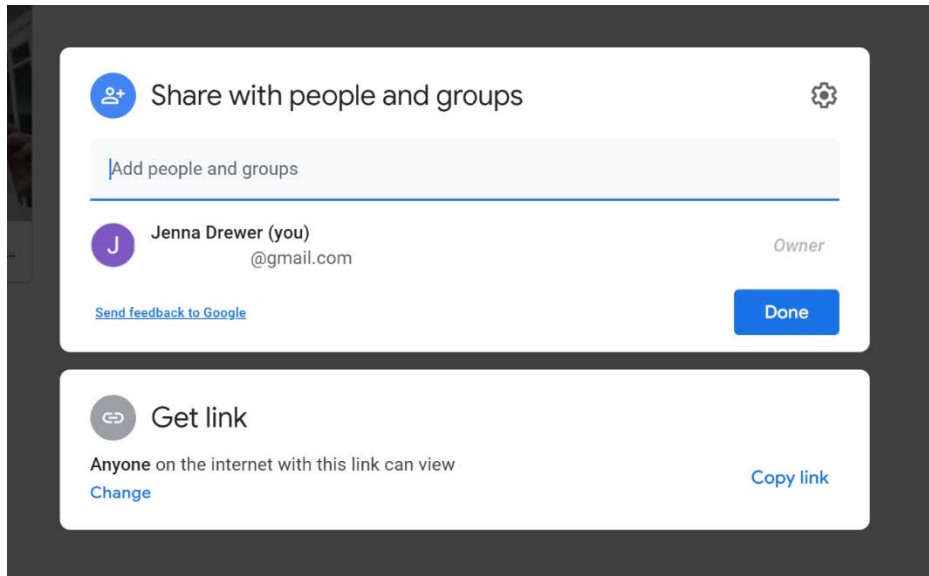 Share with people and groups
Add people and groups
J
Jenna Drewer (you)
@gmail.com
Owner
Send feedback to Google
Done
Get link
Anyone on the internet with this link can view
Change
Copy link